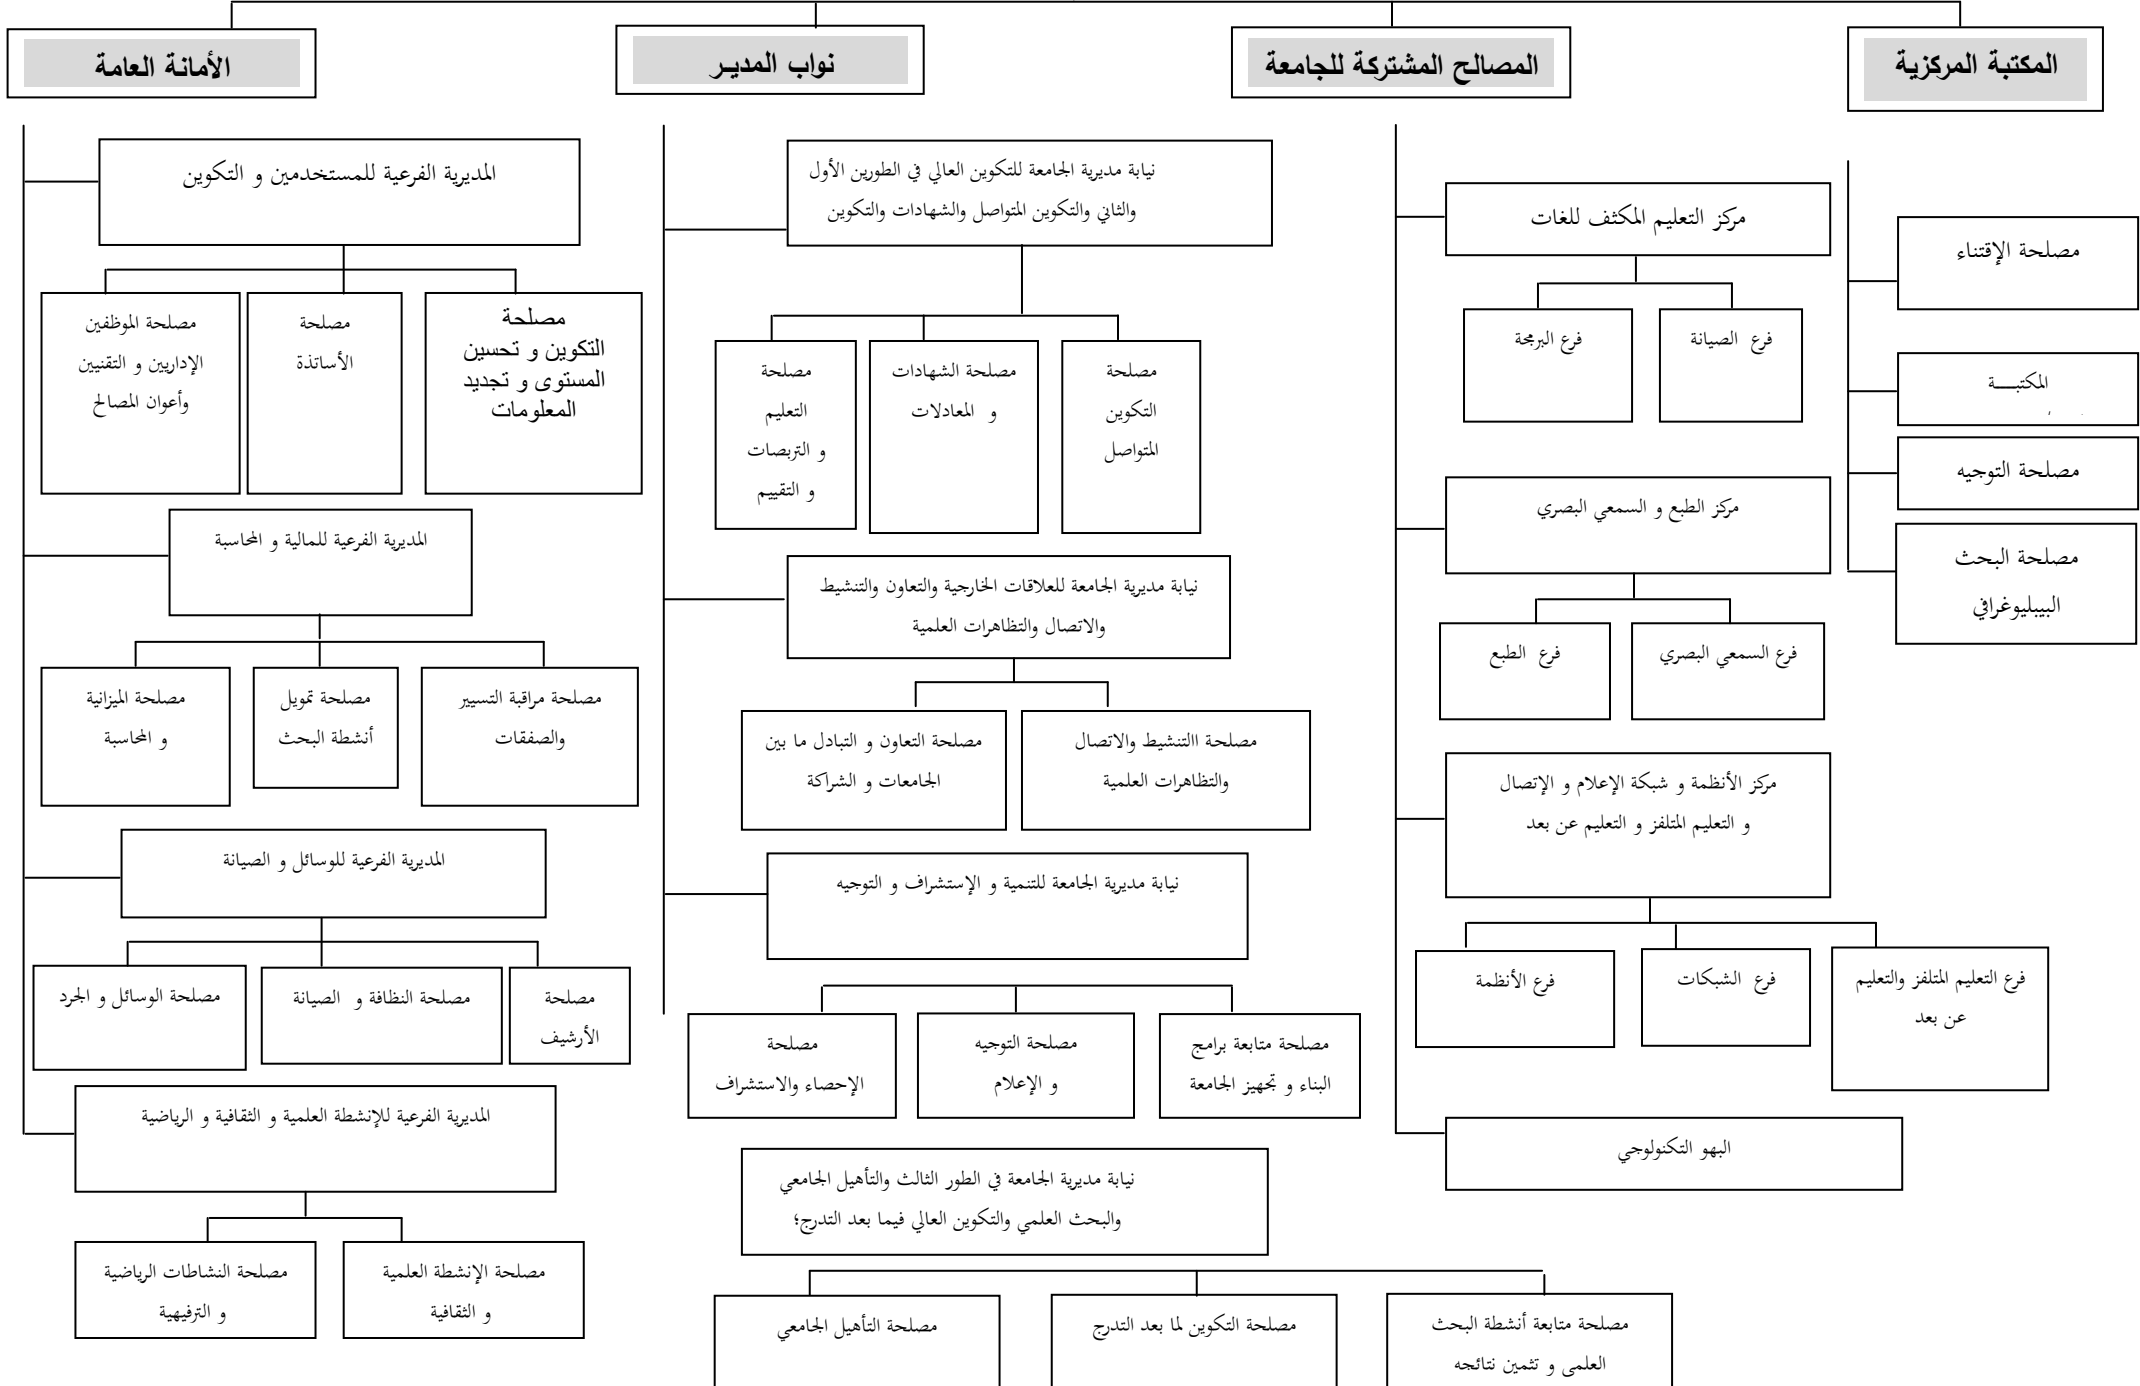 المكتبة المركزية
المصالح المشتركة للجامعة
نواب المديـر
الأمانة العامة
مصلحة الإقتناء
المكتبــــــة
مصلحة التوجيه
مصلحة البحث
البيبليوغرافي
مركز التعليم المكثف للغات
فرع الصيانة
فرع البرمجة
مركز الطبع و السمعي البصري
فرع السمعي البصري
فرع الطبع
مركز الأنظمة و شبكة الإعلام و الإتصال
و التعليم المتلفز و التعليم عن بعد
فرع التعليم المتلفز والتعليم
عن بعد
فرع الشبكات
فرع الأنظمة
البهو التكنولوجي
نيابة مديرية الجامعة للتكوين العالي في الطورين الأول
والثاني والتكوين المتواصل والشهادات والتكوين
مصلحة
التكوين
المتواصل
مصلحة الشهادات
و المعادلات
مصلحة
التعليم
و التربصات
و التقييم
نيابة مديرية الجامعة للعلاقات الخارجية والتعاون والتنشيط
والاتصال والتظاهرات العلمية
مصلحة االتنشيط والاتصال
والتظاهرات العلمية
مصلحة التعاون و التبادل ما بين
الجامعات و الشراكة
نيابة مديرية الجامعة للتنمية و الإستشراف و التوجيه
مصلحة متابعة برامج
البناء و تجهيز الجامعة
مصلحة التوجيه
و الإعلام
مصلحة
الإحصاء والاستشراف
نيابة مديرية الجامعة في الطور الثالث والتأهيل الجامعي
والبحث العلمي والتكوين العالي فيما بعد التدرج؛
مصلحة متابعة أنشطة البحث
العلمي و تثمين نتائجه
مصلحة التكوين لما بعد التدرج
مصلحة التأهيل الجامعي
المديرية الفرعية للمستخدمين و التكوين
مصلحة
التكوين و تحسين
المستوى و تجديد
المعلومات
مصلحة
الأساتذة
مصلحة الموظفين
الإداريين و التقنيين
وأعوان المصالح
المديرية الفرعية للمالية و المحاسبة
مصلحة مراقبة التسيير
والصفقات
مصلحة تمويل
أنشطة البحث
مصلحة الميزانية
و المحاسبة
المديرية الفرعية للوسائل و الصيانة
مصلحة
الأرشيف
مصلحة النظافة و الصيانة
مصلحة الوسائل و الجرد
المديرية الفرعية للإنشطة العلمية و الثقافية و الرياضية
مصلحة الإنشطة العلمية
و الثقافية
مصلحة النشاطات الرياضية
و الترفيهية